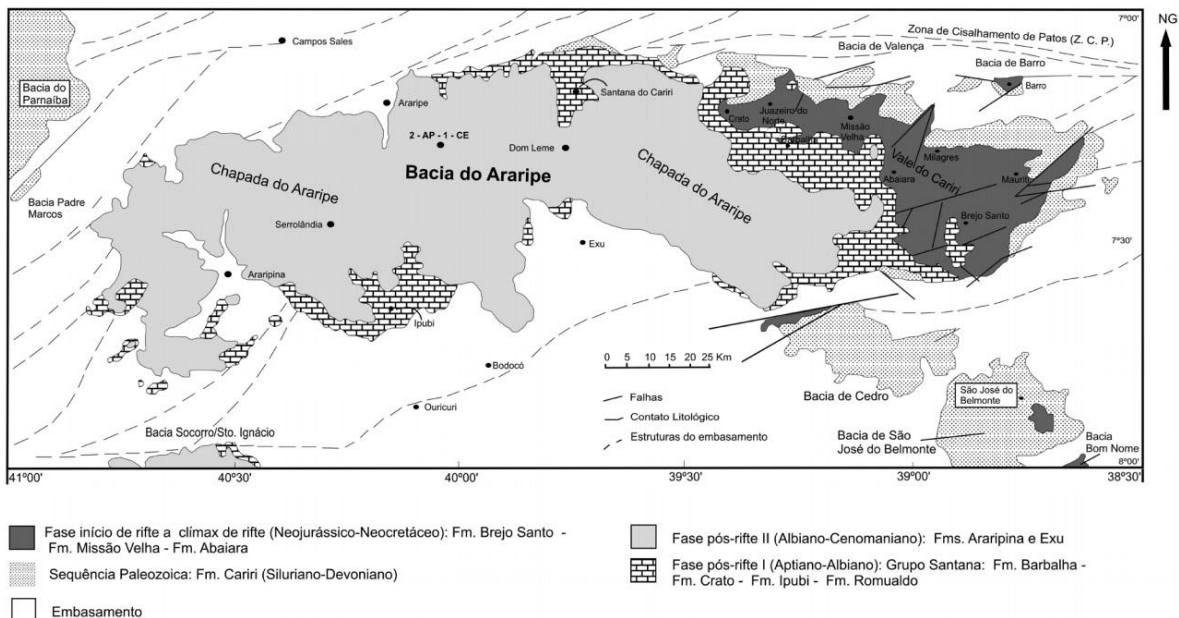 7°00'
NG
Zona de Cisalhamento de Patos (Z. C. P.)
Campos Sales
Bacia de Valença
Bacia de Barro
Bacia do
Parnaíba
Barro
Santana do Cariri
Araripe
Juazeiro do
Norte
Crato
Missão
Velha
2 - AP - 1 - CE
Dom Leme
Barbalha
Milagres
Chapada do Araripe
Bacia do Araripe
Chapada do Araripe
Vale do Cariri
Abaiara
Mauriti
Bacia Padre
Marcos
Serrolândia
Brejo Santo
Exu
7°30'
Araripina
Ipubi
0 5 10 15 20 25 Km
Bodocó
Falhas
Bacia de Cedro
São José do
Belmonte
Ouricuri
Contato Litológico
Bacia Socorro/Sto. Ignácio
Estruturas do embasamento
Bacia de São
José do Belmonte
Bacia
Bom Nome
8°00'
41°00'
40°30'
40°00'
39°30'
39°00'
38°30'
Fase início de rifte a clímax de rifte (Neojurássico-Neocretáceo): Fm. Brejo Santo -
Fm. Missão Velha - Fm. Abaiara
Sequência Paleozoica: Fm. Cariri (Siluriano-Devoniano)
Embasamento
Fase pós-rifte II (Albiano-Cenomaniano): Fms. Araripina e Exu
Fase pós-rifte I (Aptiano-Albiano): Grupo Santana: Fm. Barbalha -
Fm. Crato - Fm. Ipubi - Fm. Romualdo